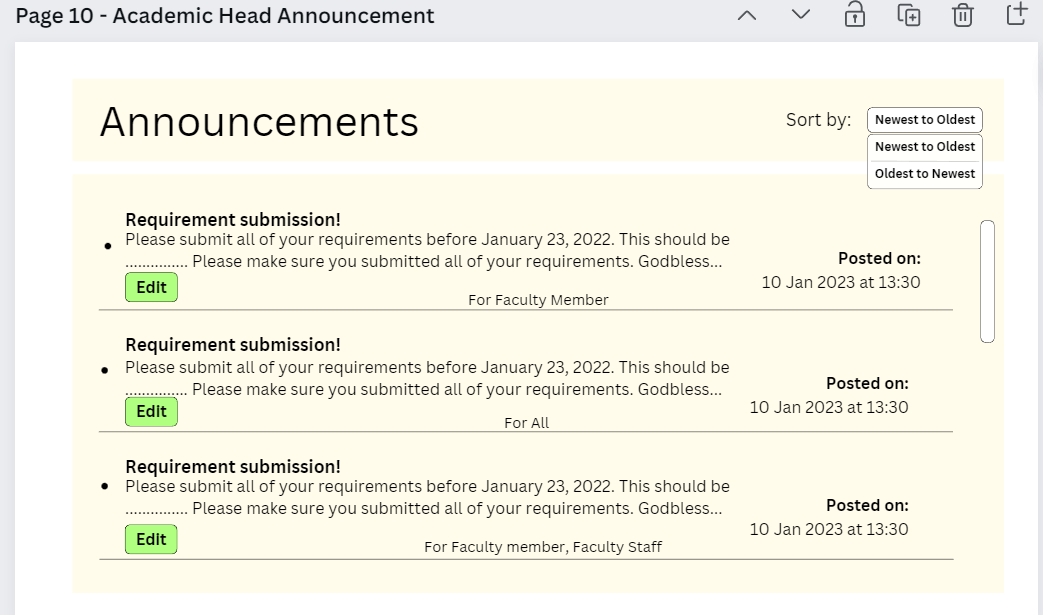 Page 10 - Academic Head Announcement
Announcements
Sort by:
Newest to Oldest
Newest to Oldest
Oldest to Newest
Requirement submission!
Please submit all of your requirements before January 23, 2022. This should be
............... Please make sure you submitted all of your requirements. Godbless...
Edit
For Faculty Member
Posted on:
10 Jan 2023 at 13:30
Requirement submission!
Please submit all of your requirements before January 23, 2022. This should be
............... Please make sure you submitted all of your requirements. Godbless...
Edit
For All
Posted on:
10 Jan 2023 at 13:30
Requirement submission!
Please submit all of your requirements before January 23, 2022. This should be
............... Please make sure you submitted all of your requirements. Godbless...
Edit
For Faculty member, Faculty Staff
Posted on:
10 Jan 2023 at 13:30